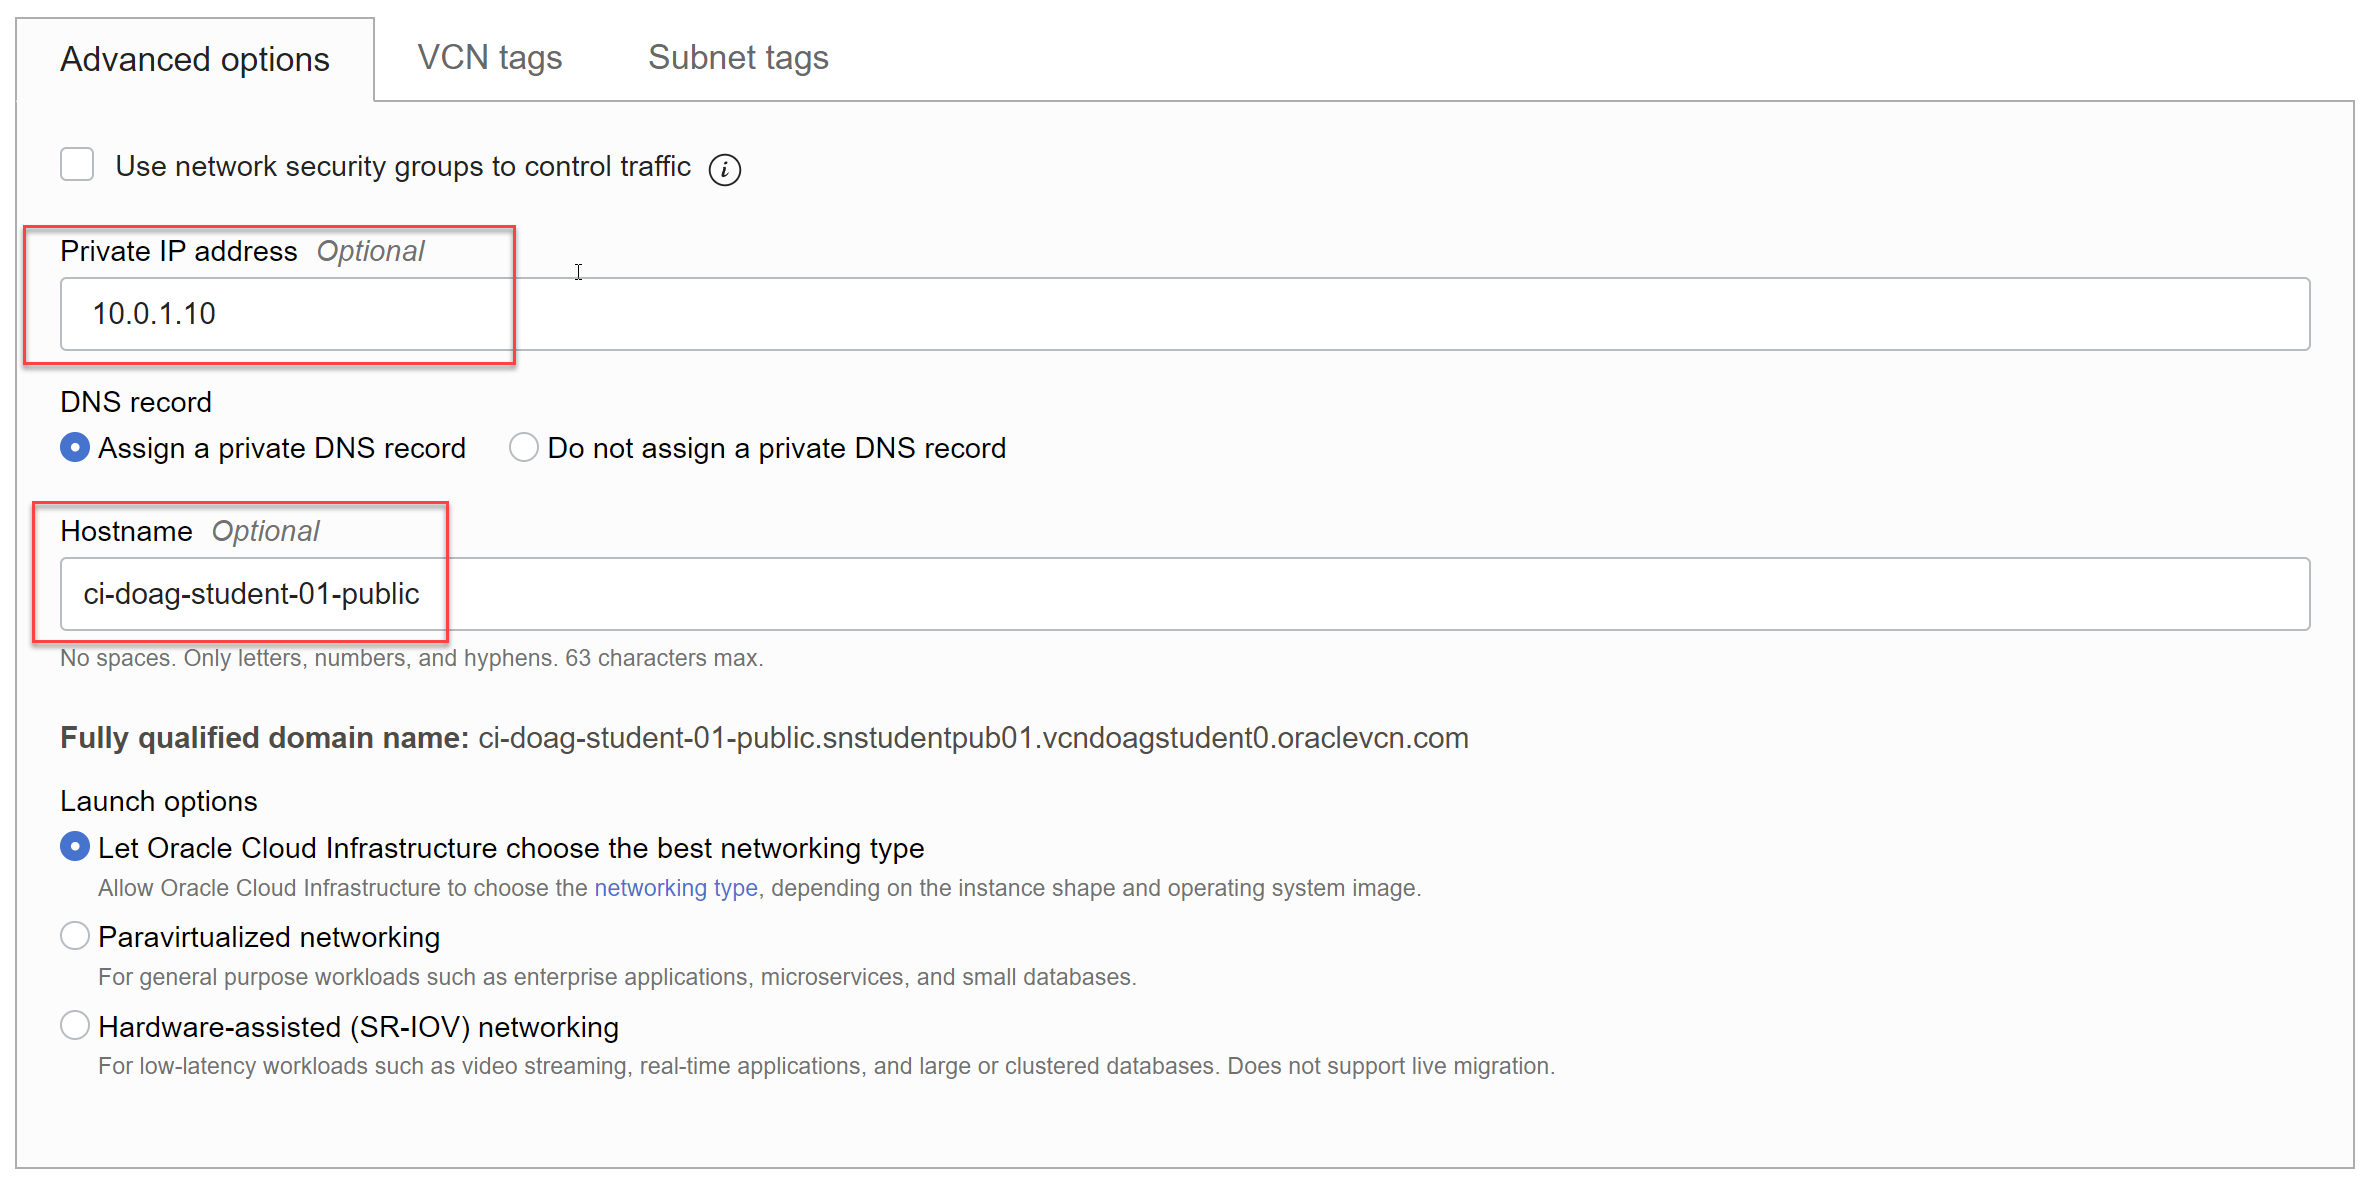 Advanced options VCN tags Subnet tags
Use network security groups to control traffic i
Private IP address Optional
10.0.1.10
DNS record
Assign a private DNS record Do not assign a private DNS record
Hostname Optional
ci-doag-student-01-public
No spaces. Only letters, numbers, and hyphens. 63 characters max.
Fully qualified domain name: ci-doag-student-01-public.snstudentpub01.vcndoagstudent0.oraclevcn.com
Launch options
Let Oracle Cloud Infrastructure choose the best networking type
Allow Oracle Cloud Infrastructure to choose the networking type, depending on the instance shape and operating system image.
Paravirtualized networking
For general purpose workloads such as enterprise applications, microservices, and small databases.
Hardware-assisted (SR-IOV) networking
For low-latency workloads such as video streaming, real-time applications, and large or clustered databases. Does not support live migration.